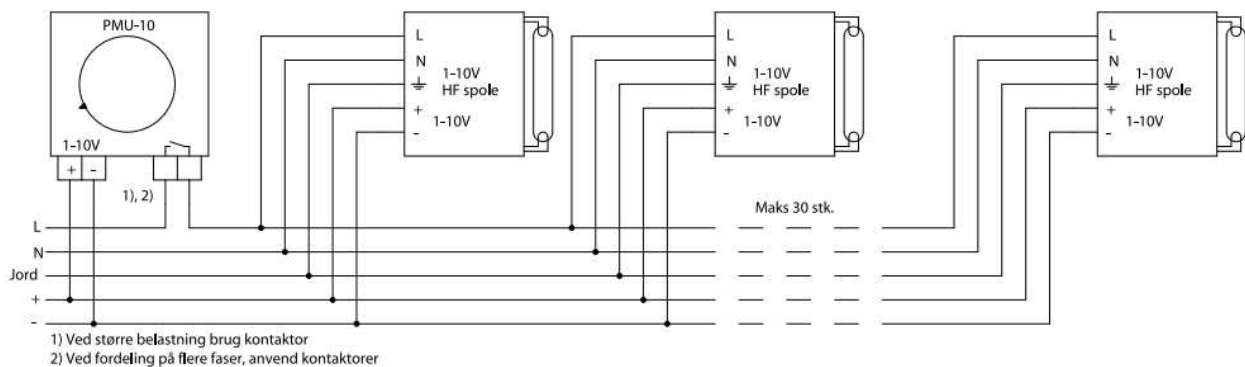 PMU-10
1-10V
+ -
1), 2)
L
N
1-10V
HF spole
+
1-10V
-
L
N
1-10V
HF spole
+
1-10V
-
L
N
1-10V
HF spole
+
1-10V
-
Maks 30 stk.
L
N
Jord
+
-
1) Ved større belastning brug kontaktor
2) Ved fordeling på flere faser, anvend kontaktorer